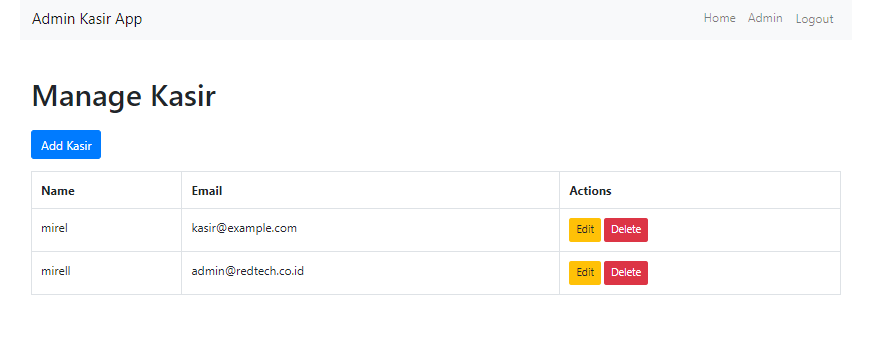 Admin Kasir App Home Admin Logout
Manage Kasir
Add Kasir
Name Email Actions
mirel kasir@example.com Edit Delete
mirell admin@redtech.co.id Edit Delete